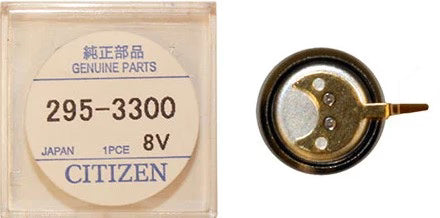 純正部品
GENUINE PARTS
295-3300
8V
JAPAN 1PCE
CITIZEN